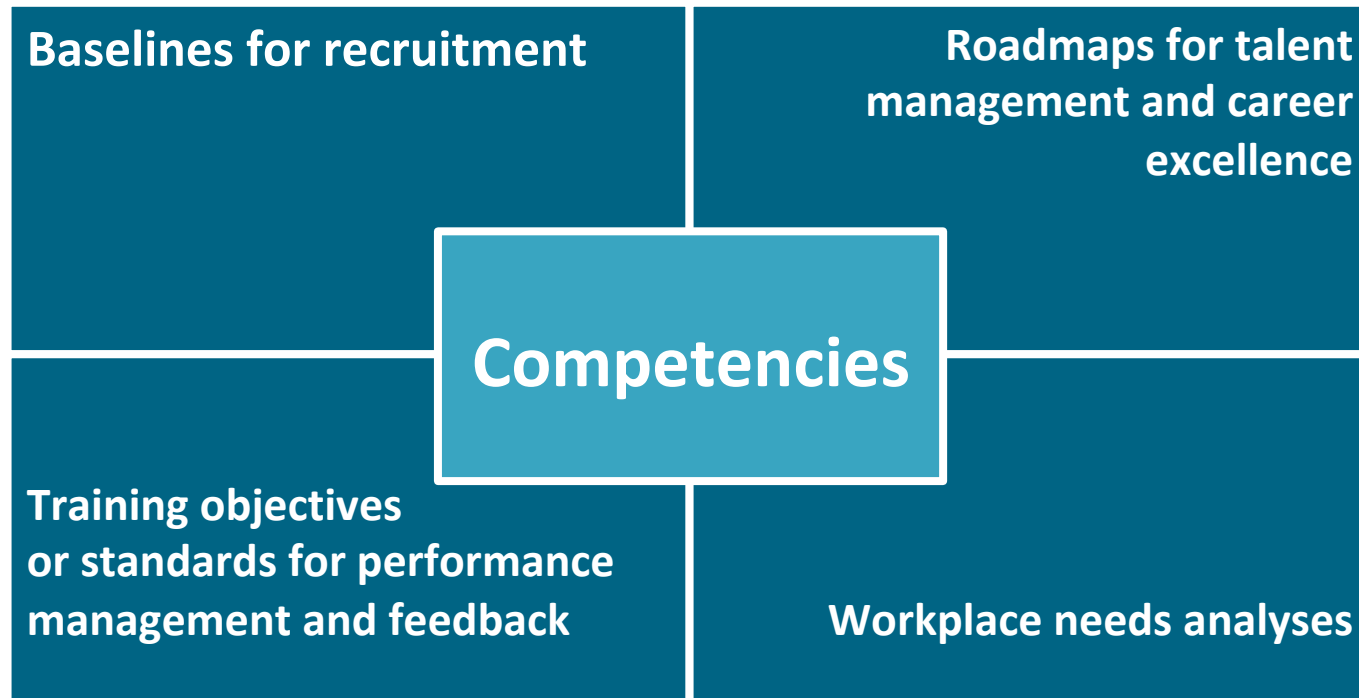 Baselines for recruitment
Roadmaps for talent
management and career
excellence
Competencies
Training objectives
or standards for performance
management and feedback
Workplace needs analyses